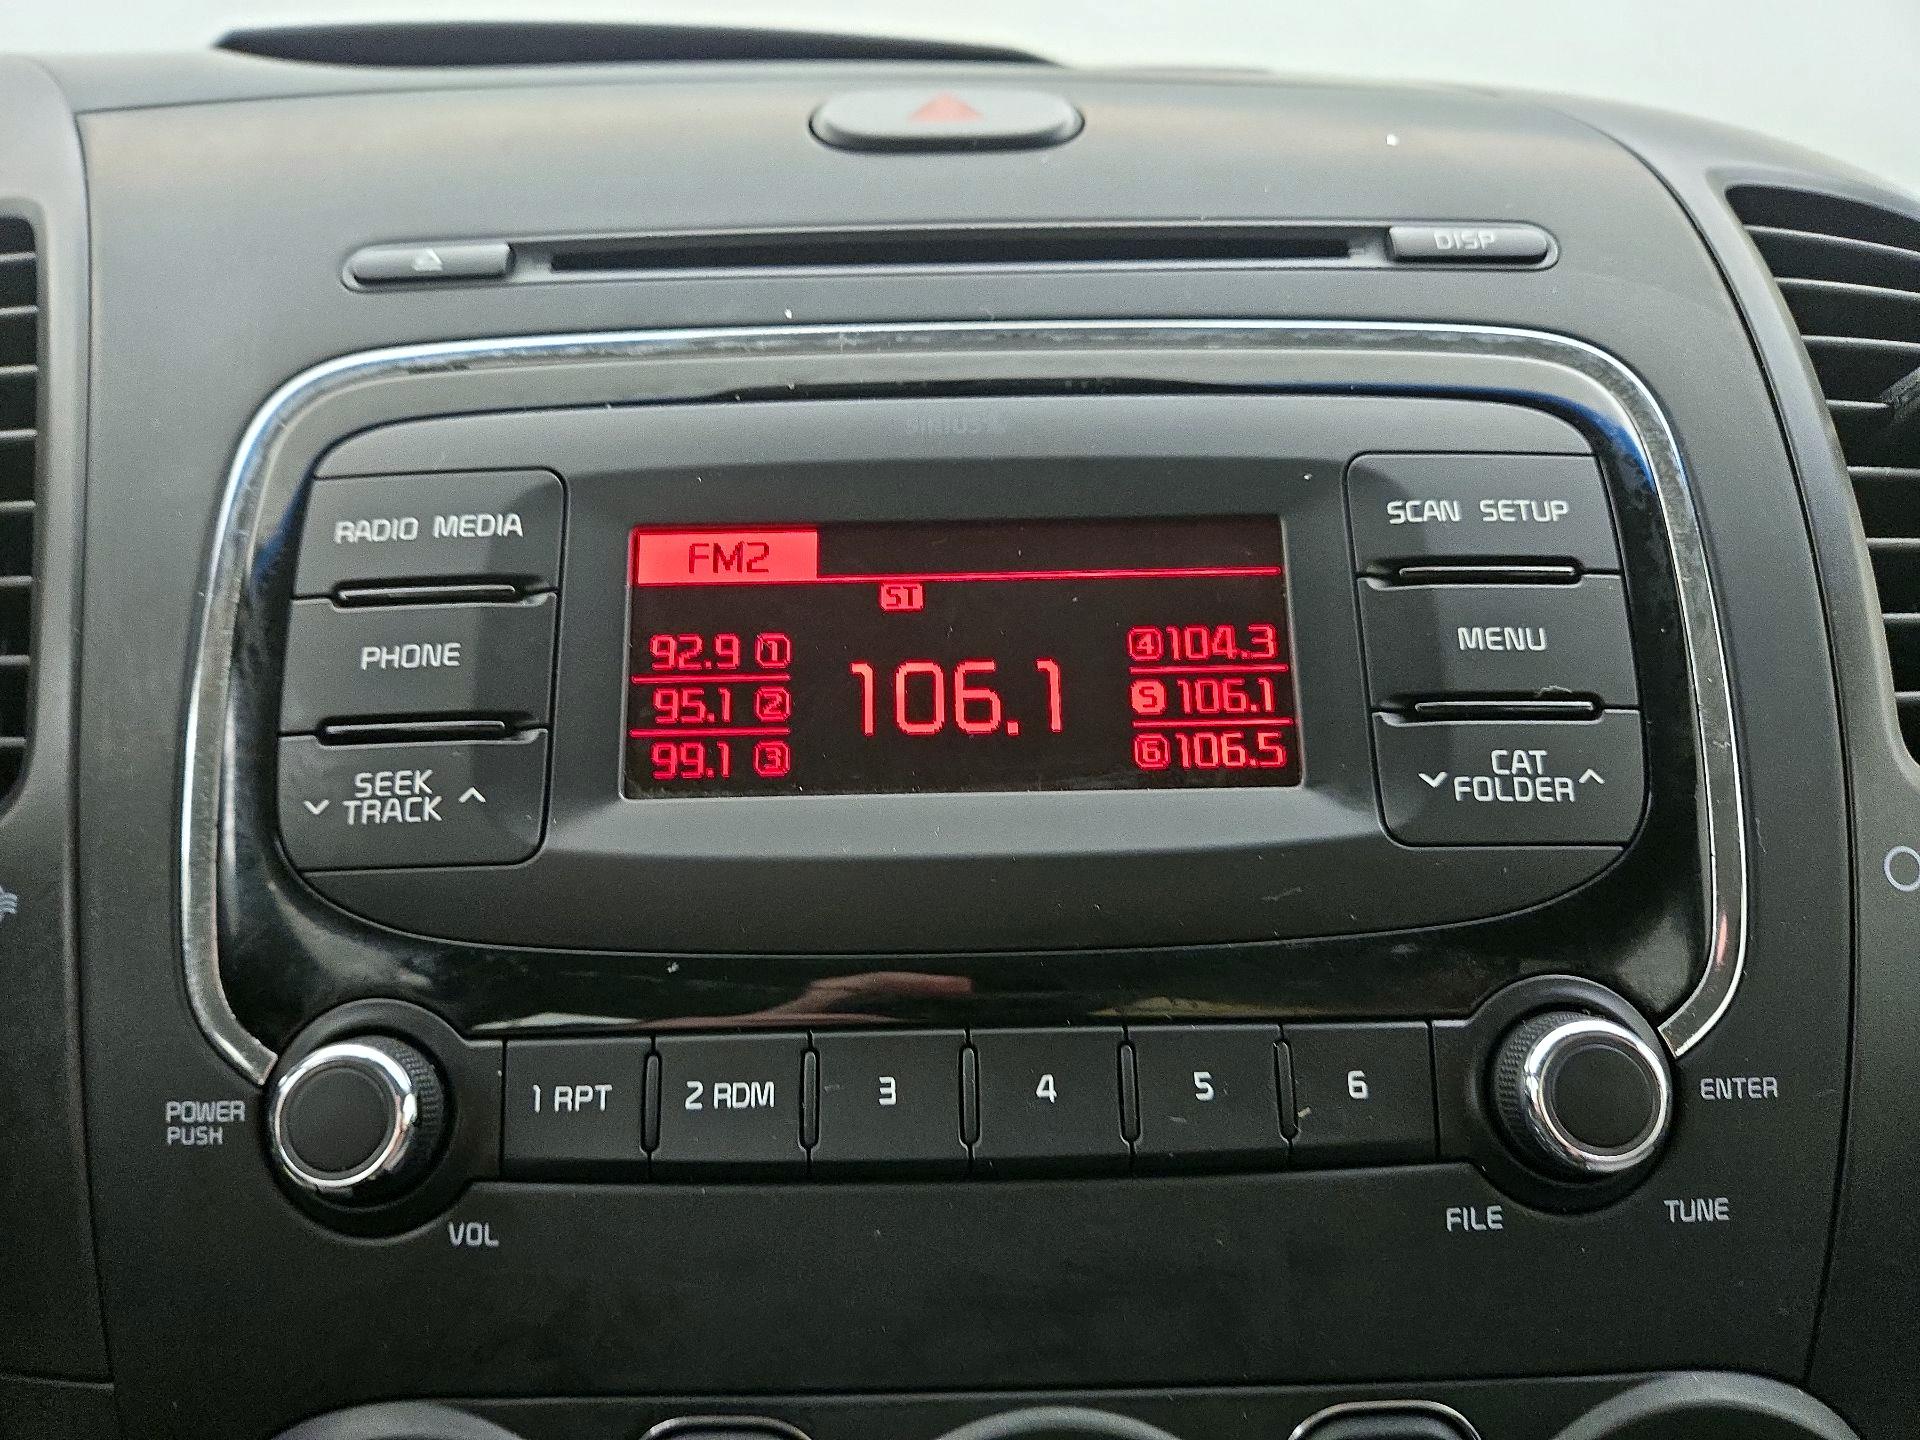 DISP
SIRIUS
RADIO MEDIA
SCAN SETUP
FM2
ST
PHONE
MENU
92.9 1
95.1 2
99.1 3
106.1
4 104.3
5 106.1
6 106.5
SEEK
TRACK
CAT
FOLDER
1 RPT
2 RDM
3
4
5
6
POWER
PUSH
VOL
ENTER
FILE
TUNE